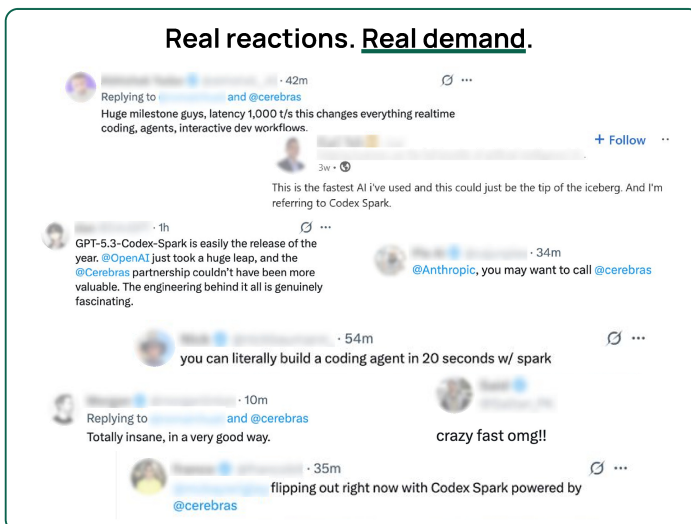 Real reactions. Real demand.
· 42m
Replying to and @cerebras
Huge milestone guys, latency 1,000 t/s this changes everything realtime
coding, agents, interactive dev workflows.
+ Follow
3w •
This is the fastest AI i've used and this could just be the tip of the iceberg. And I'm
referring to Codex Spark.
· 1h
GPT-5.3-Codex-Spark is easily the release of the
year. @OpenAI just took a huge leap, and the
@Cerebras partnership couldn't have been more
valuable. The engineering behind it all is genuinely
fascinating.
· 34m
@Anthropic, you may want to call @cerebras
· 54m
you can literally build a coding agent in 20 seconds w/ spark
· 10m
Replying to and @cerebras
Totally insane, in a very good way.
crazy fast omg!!
· 35m
flipping out right now with Codex Spark powered by
@cerebras